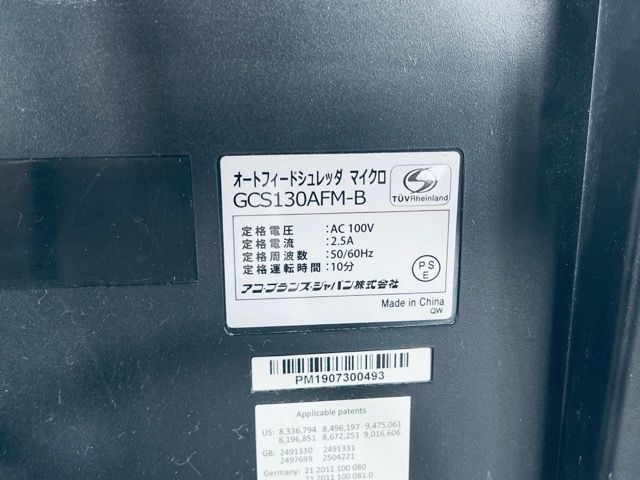 オートフィードシュレッダ マイクロ
GCS130AFM-B
TÜVRheinland
定格電圧 : AC 100V
定格電流 : 2.5A
定格周波数 : 50/60Hz
定格運転時間 : 10分
PS
E
アコ・ブランズ・ジャパン株式会社
Made in China
QW
PM1907300493
Applicable patents
US: 8,336,794 8,496,197 9,475,061
8,196,851 8,672,251 9,016,606
GB: 2491330 2491331
2497699 2504221
Germany: 21 2011 100 080
21 2011 100 081.0